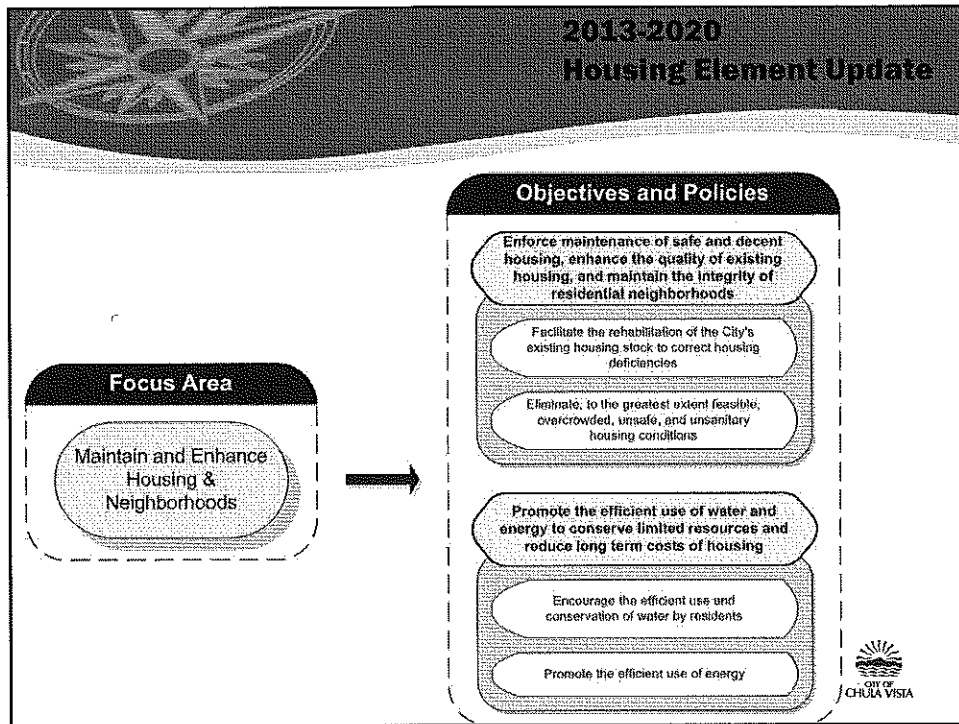 2013-2020
Housing Element Update
Focus Area
Maintain and Enhance
Housing &
Neighborhoods
Objectives and Policies
Enforce maintenance of safe and decent
housing, enhance the quality of existing
housing, and maintain the integrity of
residential neighborhoods
Facilitate the rehabilitation of the City's
existing housing stock to correct housing
deficiencies
Eliminate, to the greatest extent feasible,
overcrowded, unsafe, and unsanitary
housing conditions
Promote the efficient use of water and
energy to conserve limited resources and
reduce long term costs of housing
Encourage the efficient use and
conservation of water by residents
Promote the efficient use of energy
CITY OF
CHULA VISTA